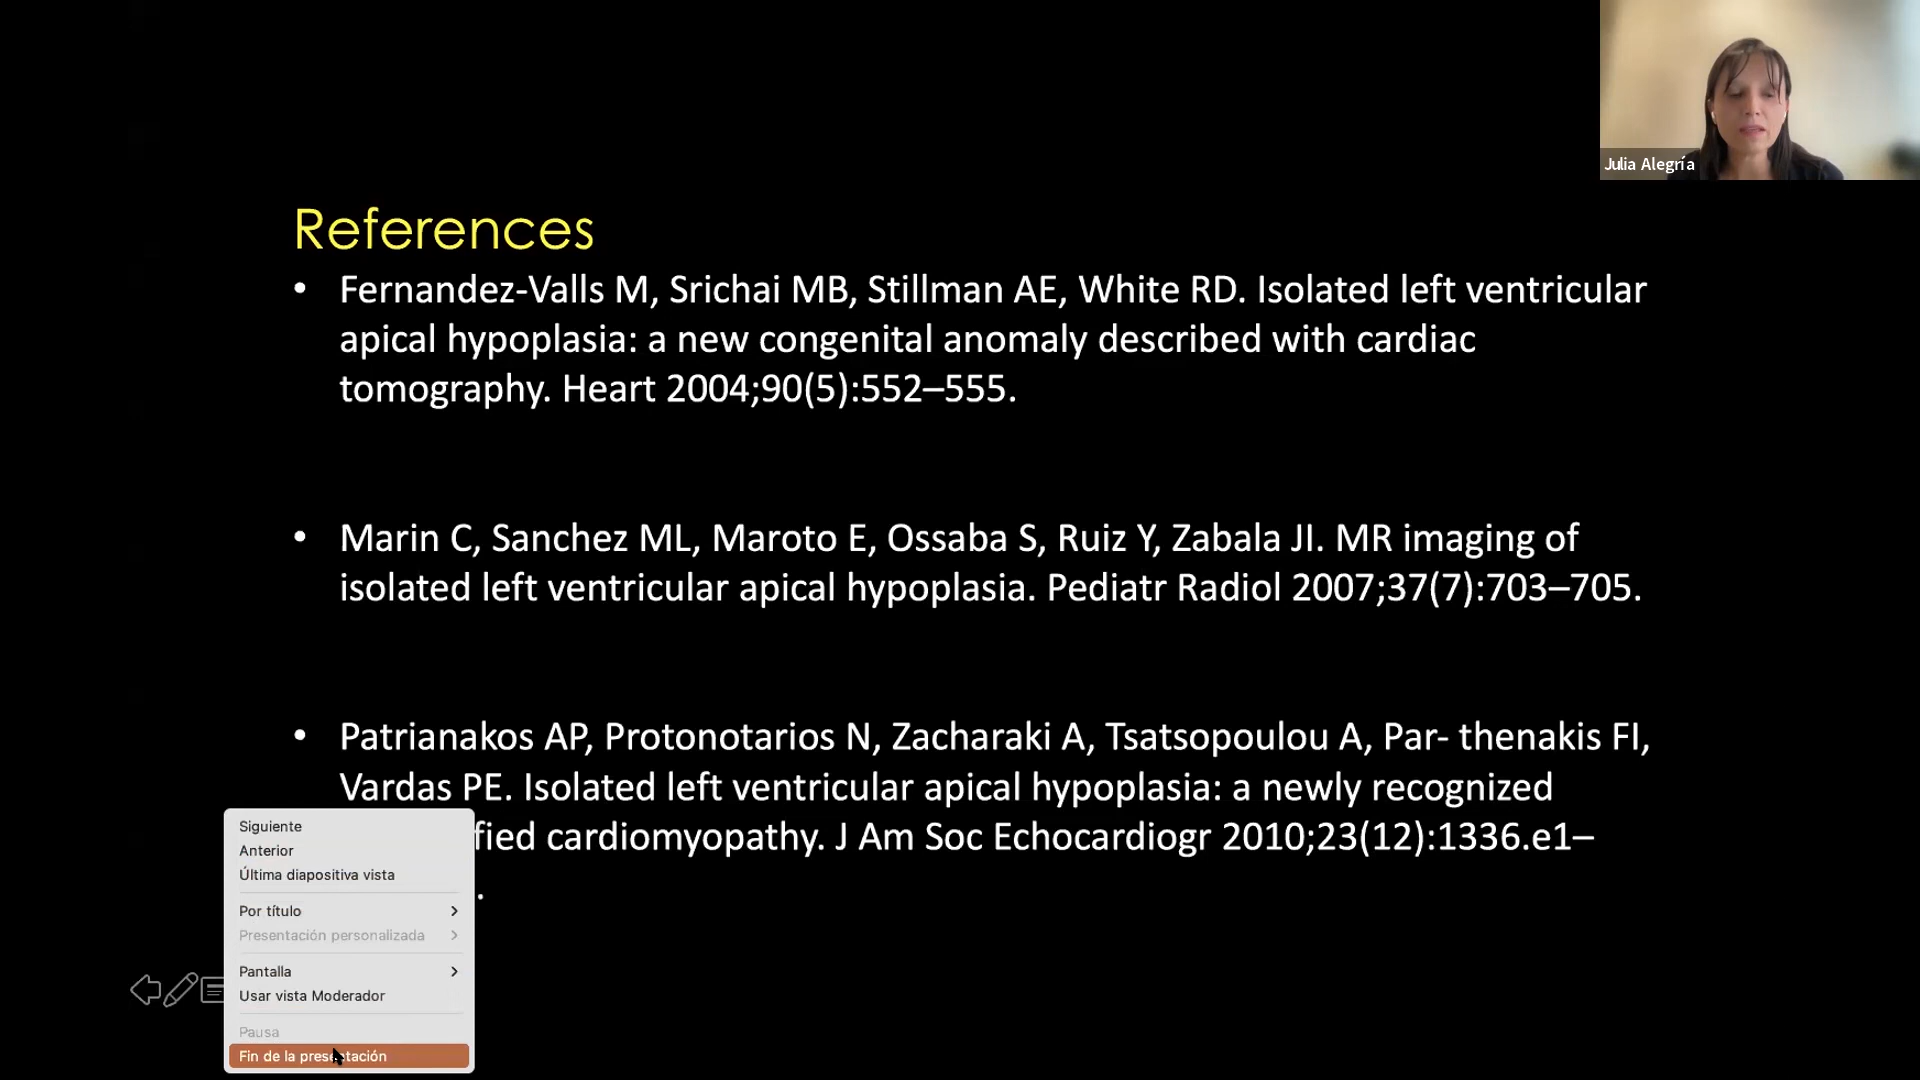 Julia Alegría
References
• Fernandez-Valls M, Srichai MB, Stillman AE, White RD. Isolated left ventricular
apical hypoplasia: a new congenital anomaly described with cardiac
tomography. Heart 2004;90(5):552–555.
• Marin C, Sanchez ML, Maroto E, Ossaba S, Ruiz Y, Zabala JI. MR imaging of
isolated left ventricular apical hypoplasia. Pediatr Radiol 2007;37(7):703–705.
• Patrianakos AP, Protonotarios N, Zacharaki A, Tsatsopoulou A, Par- thenakis FI,
Vardas PE. Isolated left ventricular apical hypoplasia: a newly recognized
fied cardiomyopathy. J Am Soc Echocardiogr 2010;23(12):1336.e1–
.
Siguiente
Anterior
Última diapositiva vista
Por título
Presentación personalizada
Pantalla
Usar vista Moderador
Pausa
Fin de la presentación